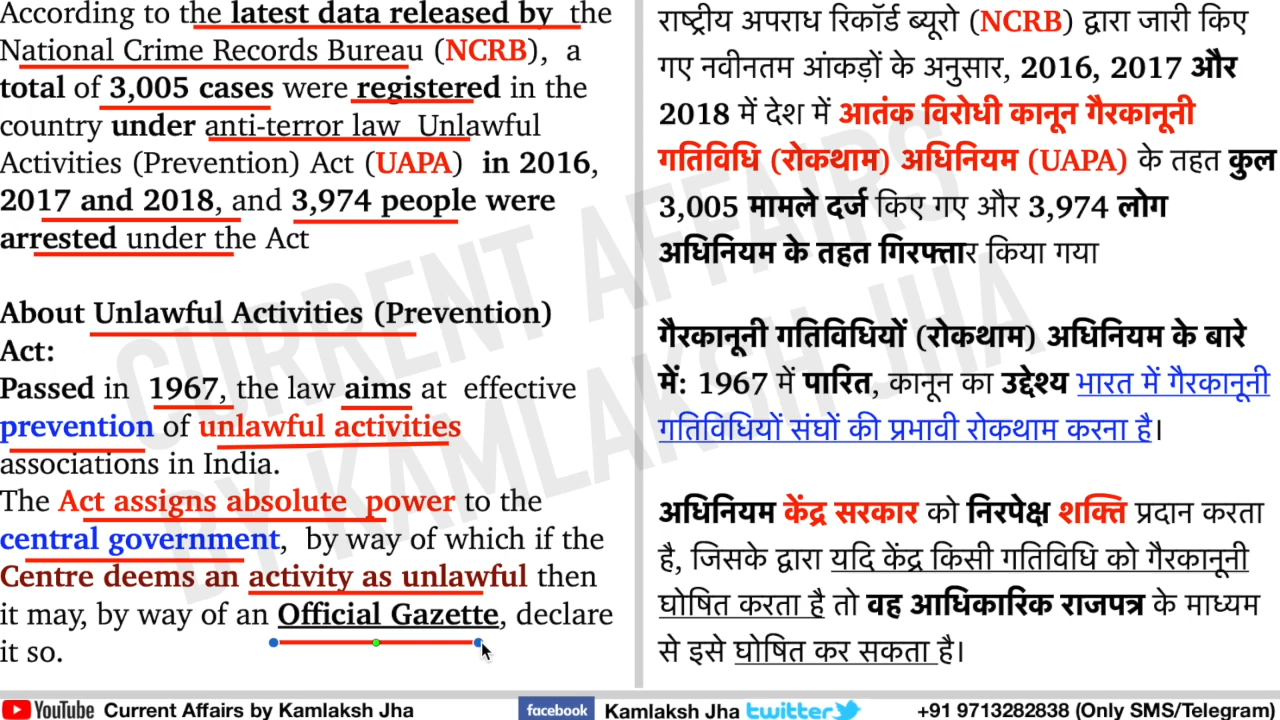 According to the latest data released by the
National Crime Records Bureau (NCRB), a
total of 3,005 cases were registered in the
country under anti-terror law Unlawful
Activities (Prevention) Act (UAPA) in 2016,
2017 and 2018, and 3,974 people were
arrested under the Act
About Unlawful Activities (Prevention)
Act:
Passed in 1967, the law aims at effective
prevention of unlawful activities
associations in India.
The Act assigns absolute power to the
central government, by way of which if the
Centre deems an activity as unlawful then
it may, by way of an Official Gazette, declare
it so.
राष्ट्रीय अपराध रिकॉर्ड ब्यूरो (NCRB) द्वारा जारी किए
गए नवीनतम आंकड़ों के अनुसार, 2016, 2017 और
2018 में देश में आतंक विरोधी कानून गैरकानूनी
गतिविधि (रोकथाम) अधिनियम (UAPA) के तहत कुल
3,005 मामले दर्ज किए गए और 3,974 लोग
अधिनियम के तहत गिरफ्तार किया गया
गैरकानूनी गतिविधियों (रोकथाम) अधिनियम के बारे
में: 1967 में पारित, कानून का उद्देश्य भारत में गैरकानूनी
गतिविधियों संघों की प्रभावी रोकथाम करना है।
अधिनियम केंद्र सरकार को निरपेक्ष शक्ति प्रदान करता
है, जिसके द्वारा यदि केंद्र किसी गतिविधि को गैरकानूनी
घोषित करता है तो वह आधिकारिक राजपत्र के माध्यम
से इसे घोषित कर सकता है।
CURRENT AFFAIRS
BY KAMLAKSH JHA
YouTube Current Affairs by Kamlaksh Jha facebook Kamlaksh Jha twitter +91 9713282838 (Only SMS/Telegram)